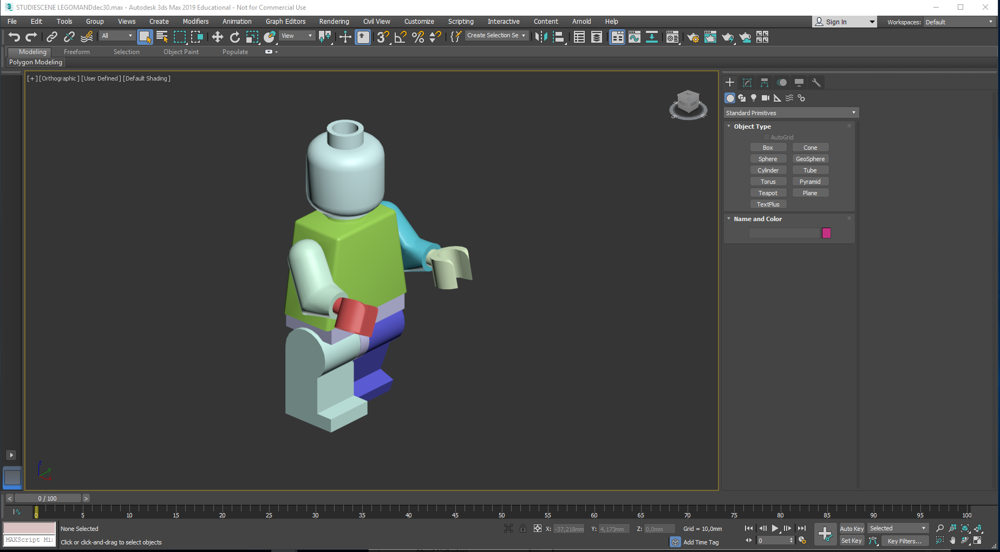 STUDIESCENE LEGOMANDdec30.max - Autodesk 3ds Max 2019 Educational - Not for Commercial Use
File Edit Tools Group Views Create Modifiers Animation Graph Editors Rendering Civil View Customize Scripting Interactive Content Arnold Help Sign In Workspaces: Default
All View Create Selection Se
Modeling Freeform Selection Object Paint Populate
Polygon Modeling
[+] [Orthographic] [User Defined] [Default Shading]
Standard Primitives
Object Type
AutoGrid
Box Cone
Sphere GeoSphere
Cylinder Tube
Torus Pyramid
Teapot Plane
TextPlus
Name and Color
z
y
x
< 0 / 100 >
0 5 10 15 20 25 30 35 40 45 50 55 60 65 70 75 80 85 90 95 100
None Selected X: -37,218mm Y: 4,173mm Z: 0,0mm Grid = 10,0mm Auto Key Selected
MAXScript Mi
Click or click-and-drag to select objects Add Time Tag 0 Set Key Key Filters...